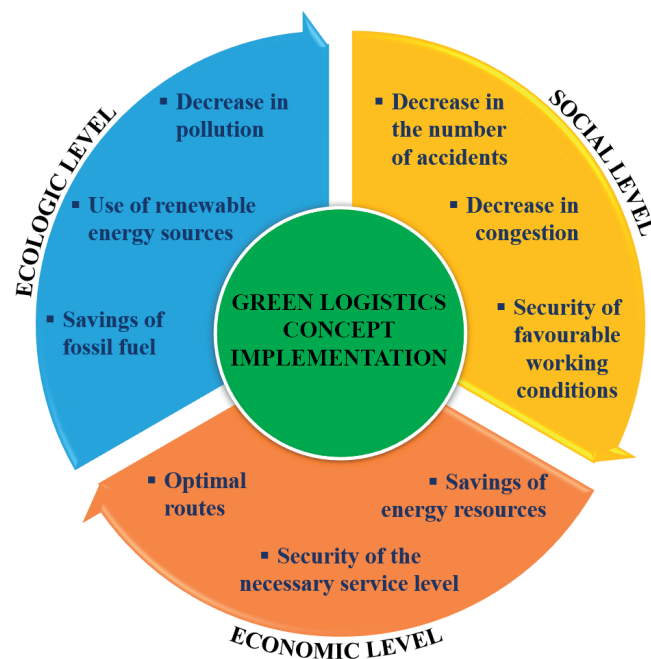 ECOLOGIC LEVEL
▪ Decrease in
pollution
▪ Use of renewable
energy sources
▪ Savings of
fossil fuel
SOCIAL LEVEL
▪ Decrease in
the number
of accidents
▪ Decrease in
congestion
▪ Security of
favourable
working
conditions
GREEN LOGISTICS
CONCEPT
IMPLEMENTATION
▪ Optimal
routes
▪ Savings of
energy resources
▪ Security of the
necessary service level
ECONOMIC LEVEL